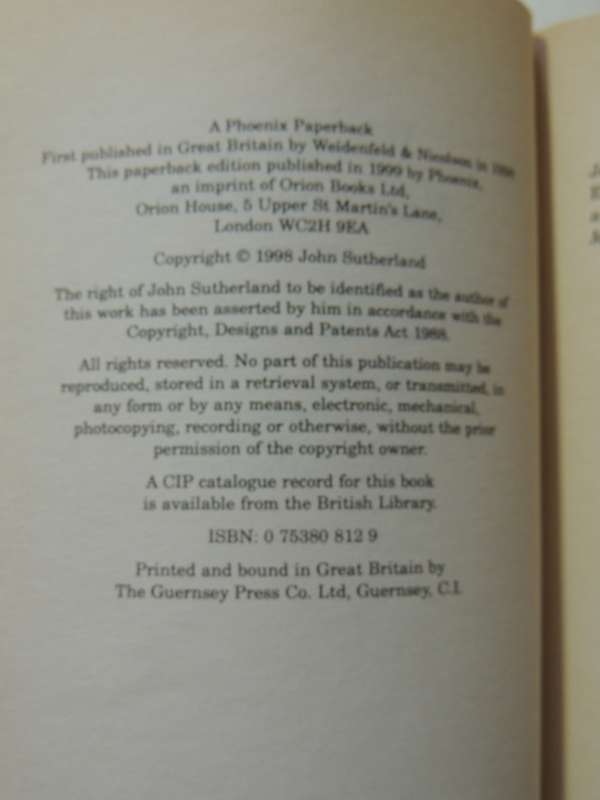 A Phoenix Paperback
First published in Great Britain by Weidenfeld & Nicolson in 1998
This paperback edition published in 1999 by Phoenix,
an imprint of Orion Books Ltd,
Orion House, 5 Upper St Martin's Lane,
London WC2H 9EA
Copyright © 1998 John Sutherland
The right of John Sutherland to be identified as the author of
this work has been asserted by him in accordance with the
Copyright, Designs and Patents Act 1988.
All rights reserved. No part of this publication may be
reproduced, stored in a retrieval system, or transmitted, in
any form or by any means, electronic, mechanical,
photocopying, recording or otherwise, without the prior
permission of the copyright owner.
A CIP catalogue record for this book
is available from the British Library.
ISBN: 0 75380 812 9
Printed and bound in Great Britain by
The Guernsey Press Co. Ltd, Guernsey, C.I.